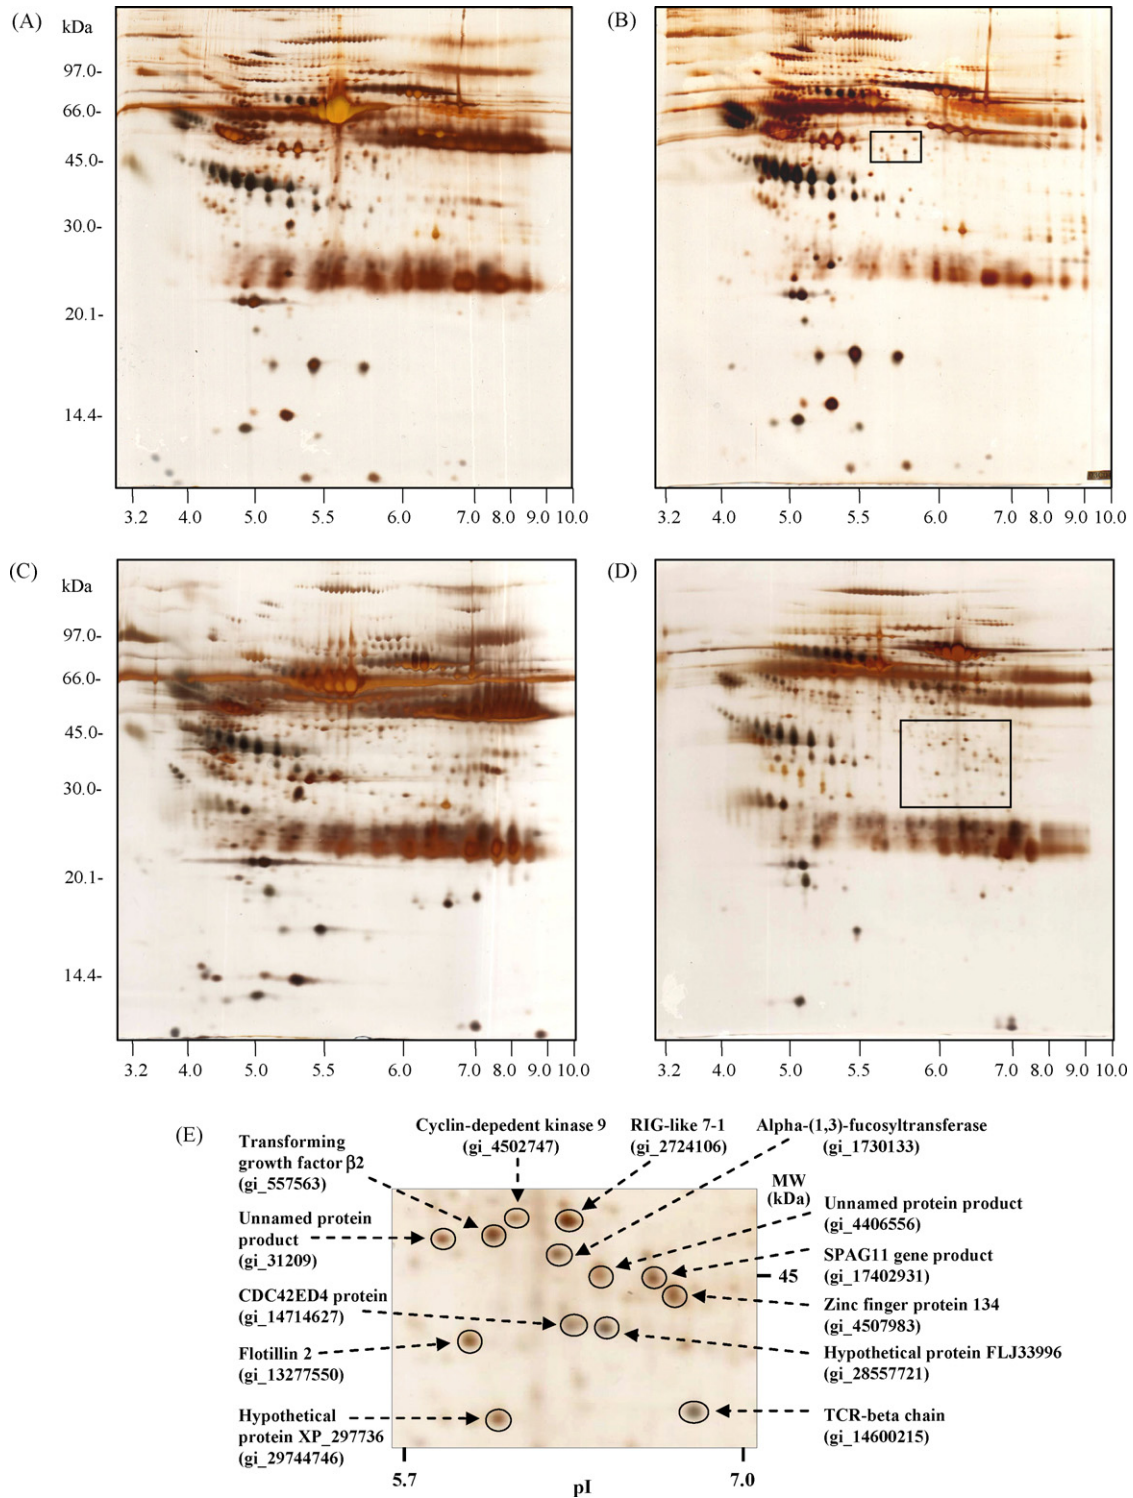 (A)
kDa
97.0-
66.0-
45.0-
30.0-
20.1-
14.4-
3.2 4.0 5.0 5.5 6.0 7.0 8.0 9.0 10.0
(B)
3.2 4.0 5.0 5.5 6.0 7.0 8.0 9.0 10.0
(C)
kDa
97.0-
66.0-
45.0-
30.0-
20.1-
14.4-
3.2 4.0 5.0 5.5 6.0 7.0 8.0 9.0 10.0
(D)
3.2 4.0 5.0 5.5 6.0 7.0 8.0 9.0 10.0
(E)
Cyclin-depedent kinase 9
(gi_4502747)
RIG-like 7-1
(gi_2724106)
Alpha-(1,3)-fucosyltransferase
(gi_1730133)
Transforming
growth factor β2
(gi_557563)
Unnamed protein
product
(gi_31209)
CDC42ED4 protein
(gi_14714627)
Flotillin 2
(gi_13277550)
Hypothetical
protein XP_297736
(gi_29744746)
MW
(kDa)
45
Unnamed protein product
(gi_4406556)
SPAG11 gene product
(gi_17402931)
Zinc finger protein 134
(gi_4507983)
Hypothetical protein FLJ33996
(gi_28557721)
TCR-beta chain
(gi_14600215)
5.7
7.0
pI